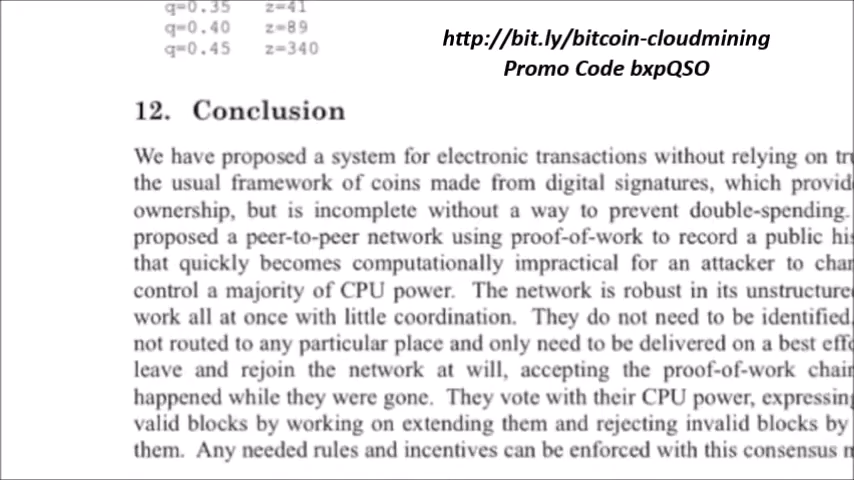 q=0.35 z=41
q=0.40 z=89
q=0.45 z=340
http://bit.ly/bitcoin-cloudmining
Promo Code bxpQSO
12. Conclusion
We have proposed a system for electronic transactions without relying on
the usual framework of coins made from digital signatures, which
ownership, but is incomplete without a way to prevent double-spending.
proposed a peer-to-peer network using proof-of-work to record a public
that quickly becomes computationally impractical for an attacker to
control a majority of CPU power. The network is robust in its
work all at once with little coordination. They do not need to be identified,
not routed to any particular place and only need to be delivered on a best
leave and rejoin the network at will, accepting the proof-of-work
happened while they were gone. They vote with their CPU power,
valid blocks by working on extending them and rejecting invalid blocks by
them. Any needed rules and incentives can be enforced with this consensus